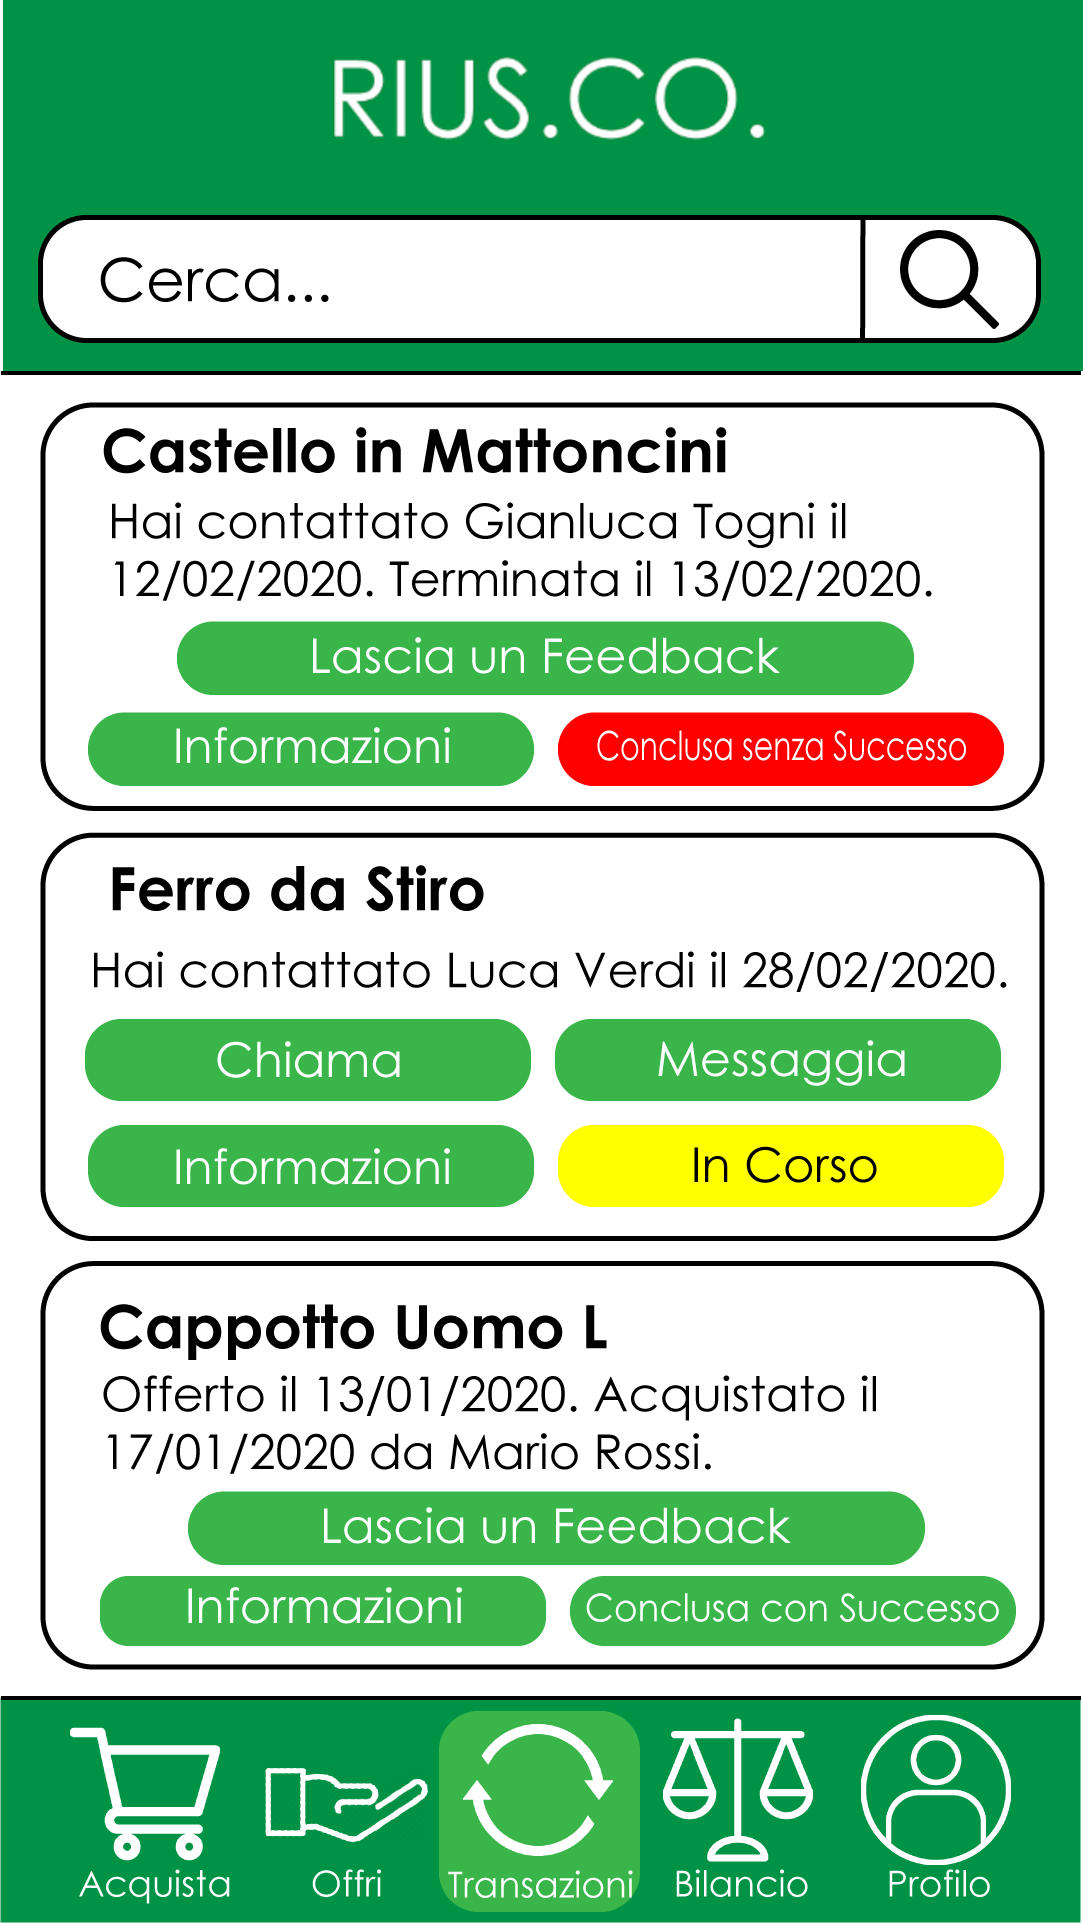 RIUS.CO.
Cerca...
Castello in Mattoncini
Hai contattato Gianluca Togni il
12/02/2020. Terminata il 13/02/2020.
Lascia un Feedback
Informazioni
Conclusa senza Successo
Ferro da Stiro
Hai contattato Luca Verdi il 28/02/2020.
Chiama
Messaggia
Informazioni
In Corso
Cappotto Uomo L
Offerto il 13/01/2020. Acquistato il
17/01/2020 da Mario Rossi.
Lascia un Feedback
Informazioni
Conclusa con Successo
Acquista
Offri
Transazioni
Bilancio
Profilo